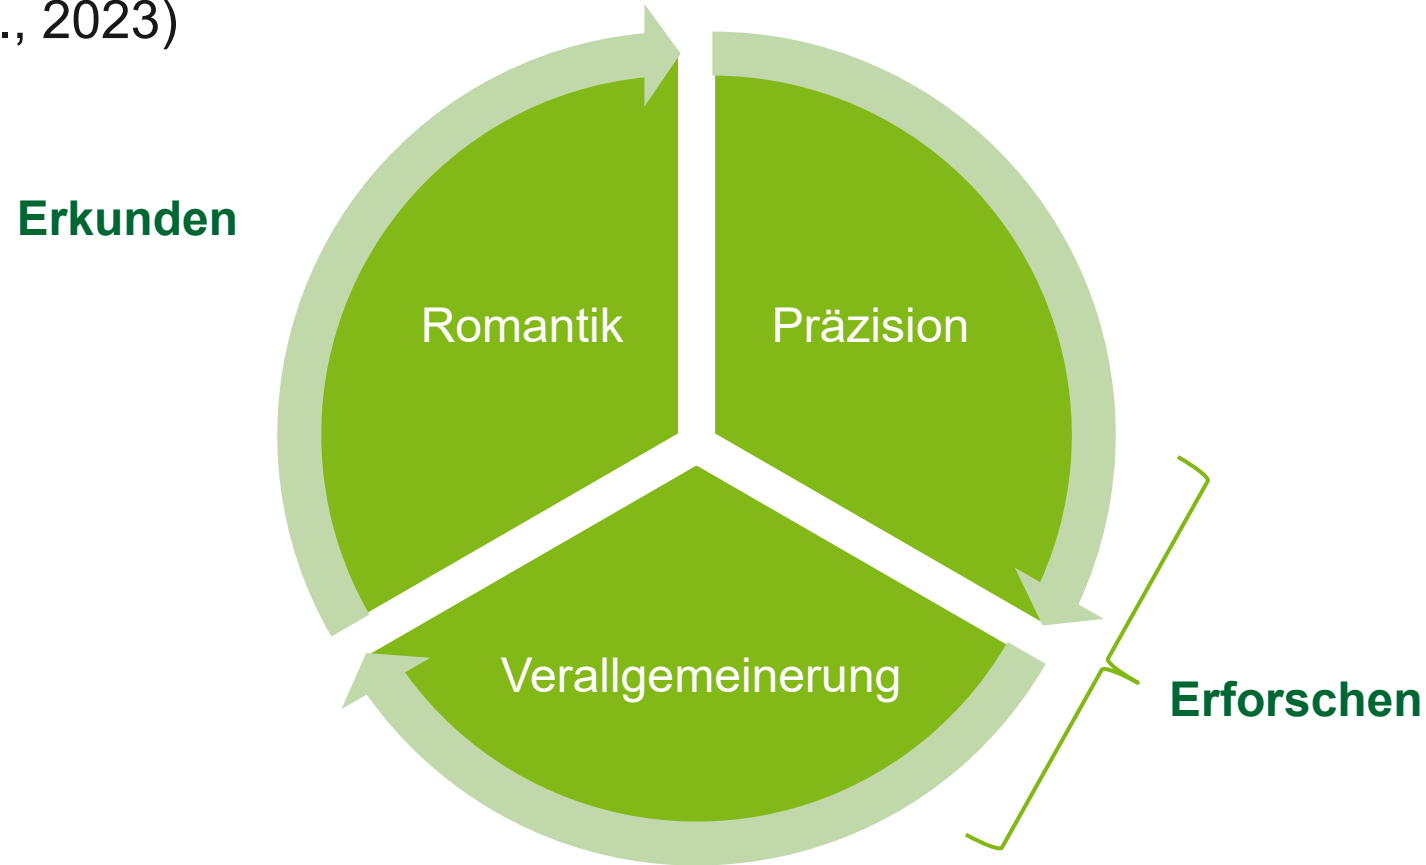 ., 2023)
Erkunden
Romantik
Präzision
Verallgemeinerung
Erforschen